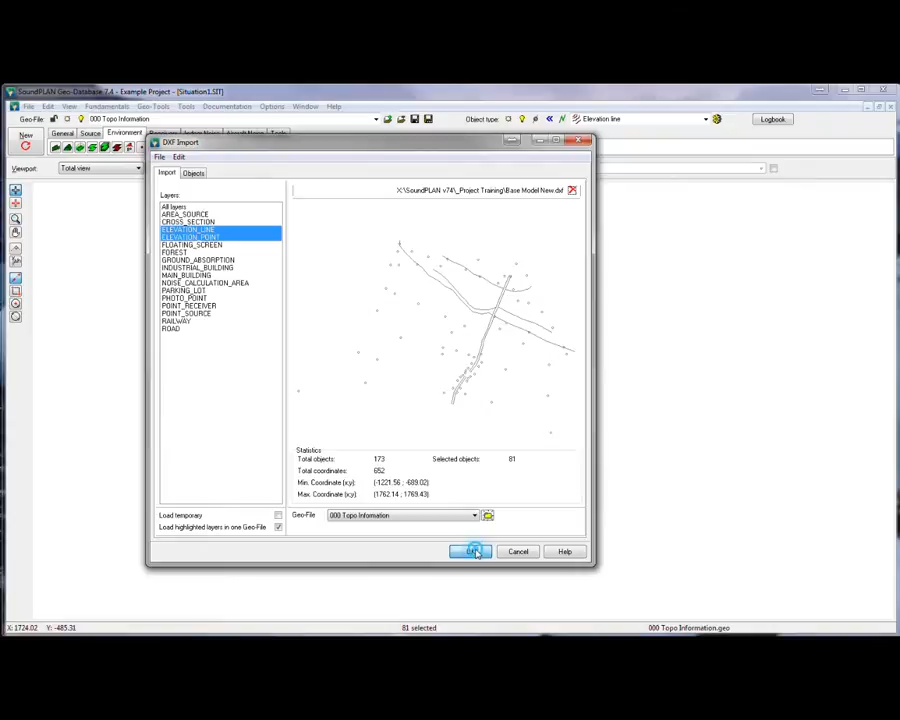 SoundPLAN Geo-Database 7.4 - Example Project - [Situation1.SIT]
File Edit View Fundamentals Geo-Tools Tools Documentation Options Window Help
Geo-File: 000 Topo Information Object type: Elevation line Logbook
New General Source Environment
Viewport: Total view
DXF Import
File Edit
Import Objects
Layers:
X:\SoundPLAN v74\_Project Training\Base Model New.dxf
All layers
AREA_SOURCE
CROSS_SECTION
ELEVATION_LINE
ELEVATION_POINT
FLOATING_SCREEN
FOREST
GROUND_ABSORPTION
INDUSTRIAL_BUILDING
MAIN_BUILDING
NOISE_CALCULATION_AREA
PARKING_LOT
PHOTO_POINT
POINT_RECEIVER
POINT_SOURCE
RAILWAY
ROAD
Statistics
Total objects: 173 Selected objects: 81
Total coordinates: 652
Min. Coordinate (x;y): (-1221.56 ; -689.02)
Max. Coordinate (x;y): (1762.14 ; 1769.43)
Load temporary
Geo-File 000 Topo Information
Load highlighted layers in one Geo-File
Cancel Help
X: 1724.02 Y: -485.31 81 selected 000 Topo Information.geo